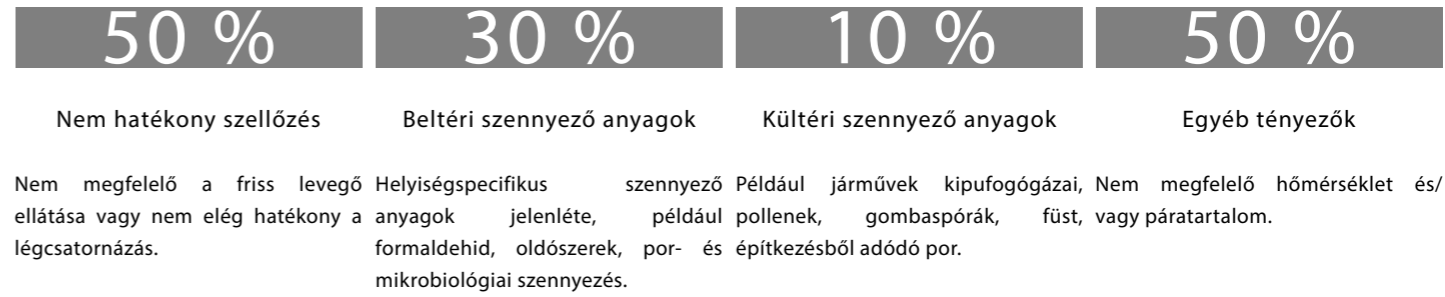 50 %
Nem hatékony szellőzés
Nem megfelelő a friss levegő
ellátása vagy nem elég hatékony a
légcsatornázás.
30 %
Beltéri szennyező anyagok
Helyiségspecifikus szennyező
anyagok jelenléte, például
formaldehid, oldószerek, por- és
mikrobiológiai szennyezés.
10 %
Kültéri szennyező anyagok
Például járművek kipufogógázai,
pollenek, gombaspórák, füst,
építkezésből adódó por.
50 %
Egyéb tényezők
Nem megfelelő hőmérséklet és/
vagy páratartalom.